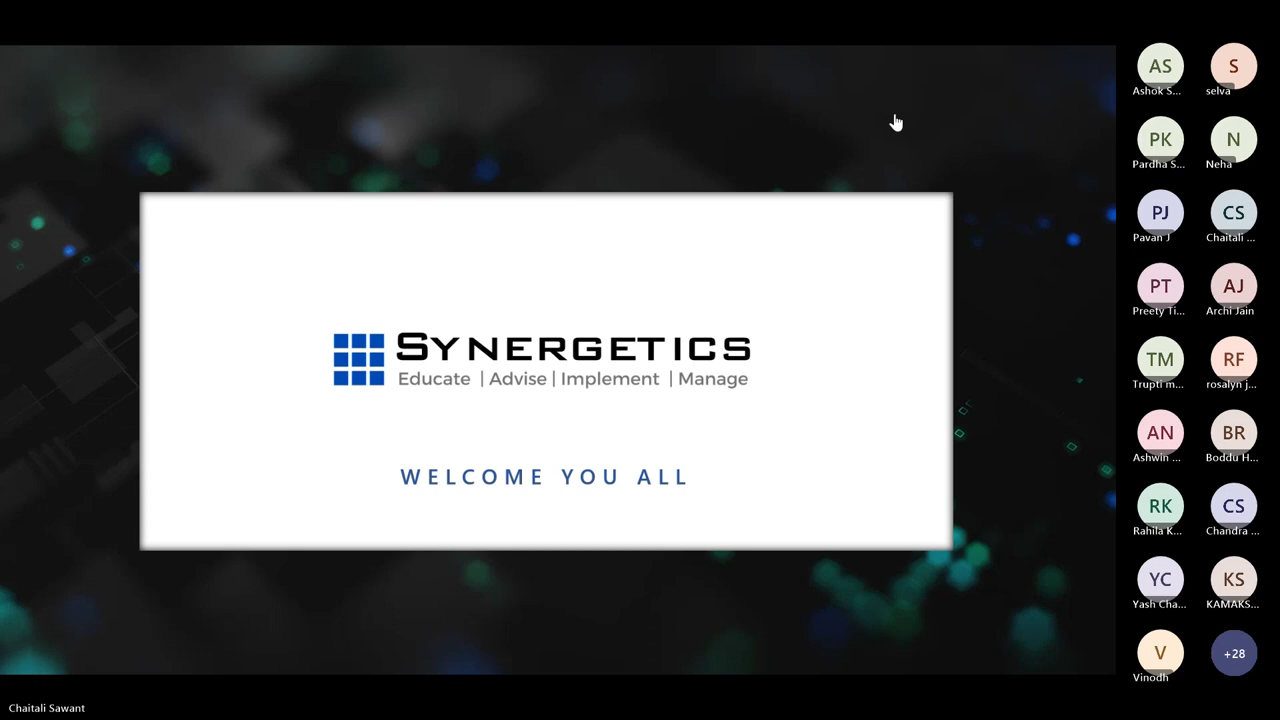 SYNERGETICS
Educate | Advise | Implement | Manage
WELCOME YOU ALL
AS
Ashok S...
S
selva
PK
Pardha S...
N
Neha
PJ
Pavan J
CS
Chaitali ...
PT
Preety Ti...
AJ
Archi Jain
TM
Trupti m...
RF
rosalyn j...
AN
Ashwin ...
BR
Boddu H...
RK
Rahila K...
CS
Chandra ...
YC
Yash Cha...
KS
KAMAKS...
V
Vinodh
+28
Chaitali Sawant